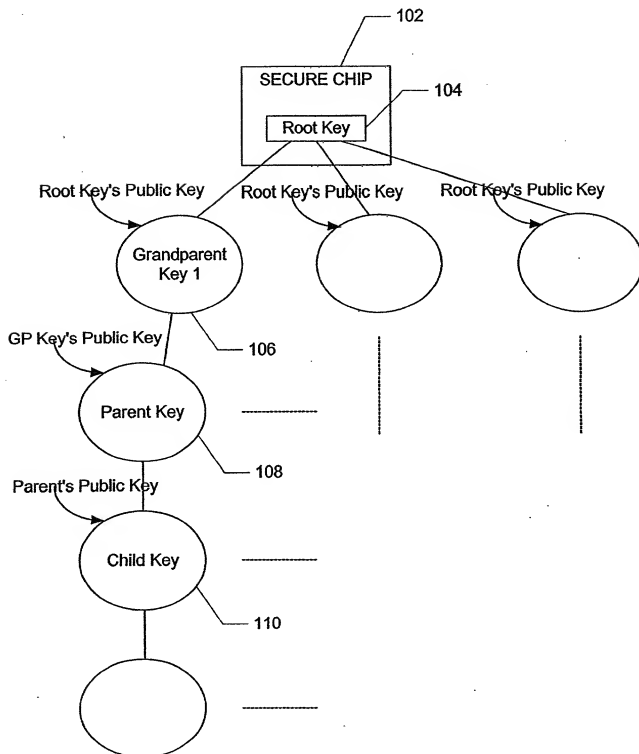 102
SECURE CHIP
104
Root Key
Root Key's Public Key
Root Key's Public Key
Root Key's Public Key
Grandparent
Key 1
106
GP Key's Public Key
Parent Key
108
Parent's Public Key
Child Key
110